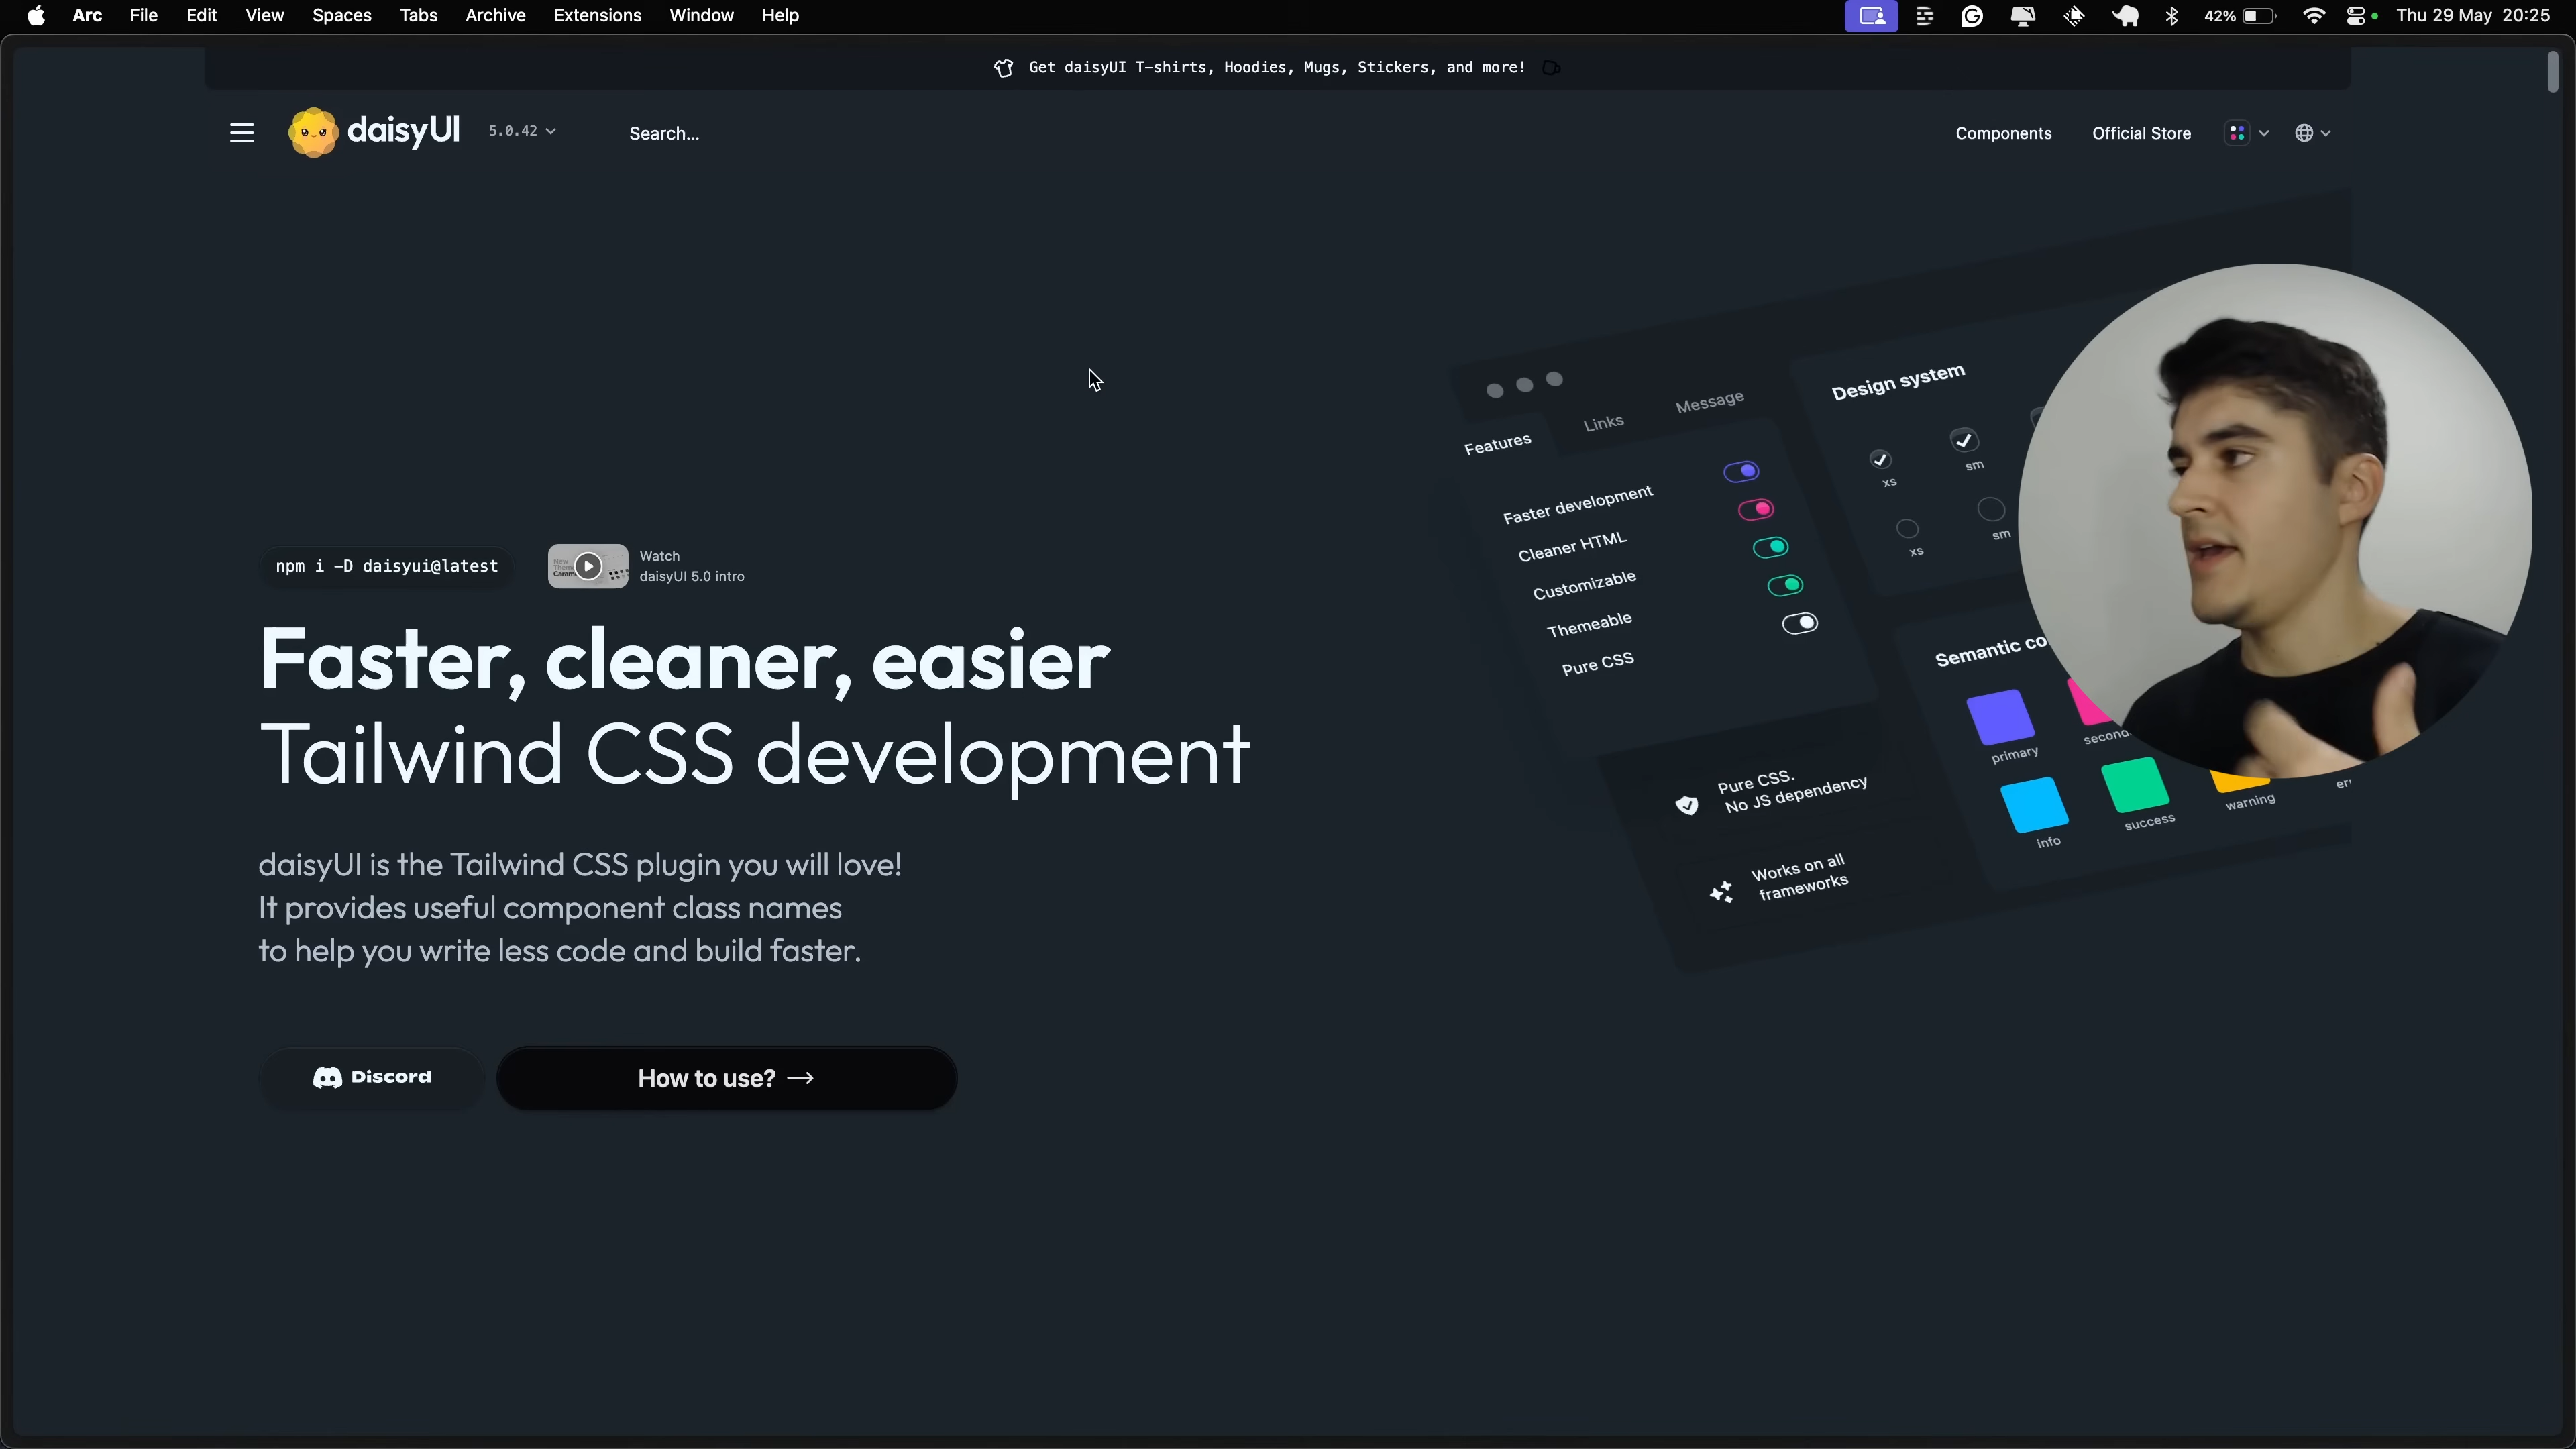 Arc File Edit View Spaces Tabs Archive Extensions Window Help 42% Thu 29 May 20:25
Get daisyUI T-shirts, Hoodies, Mugs, Stickers, and more!
daisyUI 5.0.42 Search... Components Official Store
npm i -D daisyui@latest
Watch
daisyUI 5.0 intro
Faster, cleaner, easier
Tailwind CSS development
daisyUI is the Tailwind CSS plugin you will love!
It provides useful component class names
to help you write less code and build faster.
Discord
How to use? →
Features Links Message
Faster development
Cleaner HTML
Customizable
Themeable
Pure CSS
Pure CSS.
No JS dependency
Works on all
frameworks
Design system
xs sm
xs sm
Semantic co
primary second
info success warning err